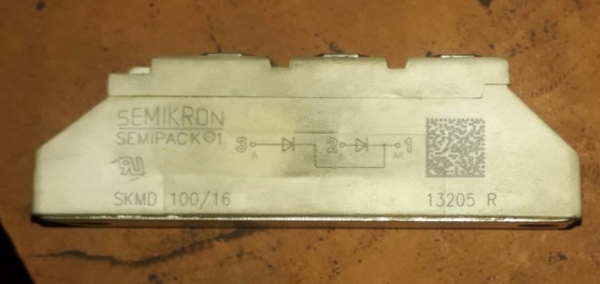 SEMIKRON
SEMIPACK®1
3 2 1
A AK
SKMD 100/16
13205 R